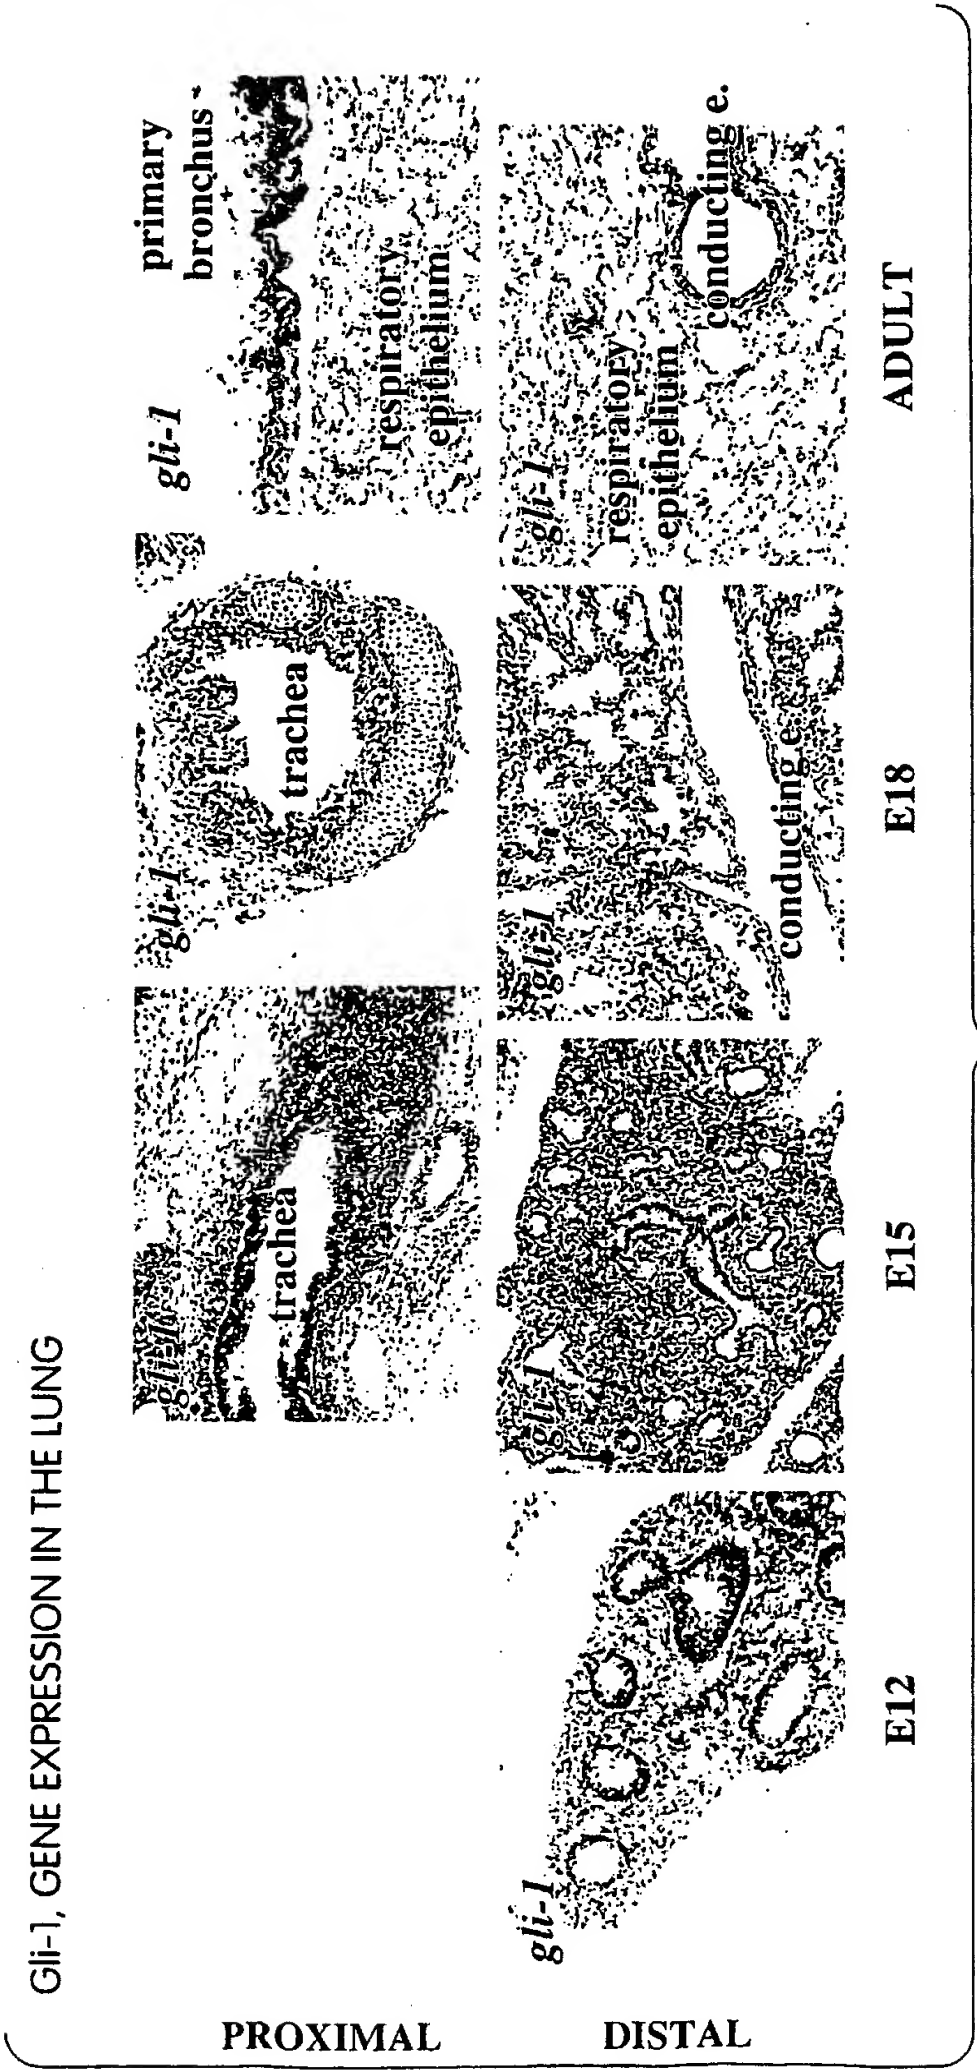 Gli-1, GENE EXPRESSION IN THE LUNG
PROXIMAL
gli-1
trachea
gli-1
trachea
gli-1
primary
bronchus
respiratory
epithelium
DISTAL
gli-1
gli-1
gli-1
conducting e.
gli-1
respiratory
epithelium
conducting e.
E12
E15
E18
ADULT